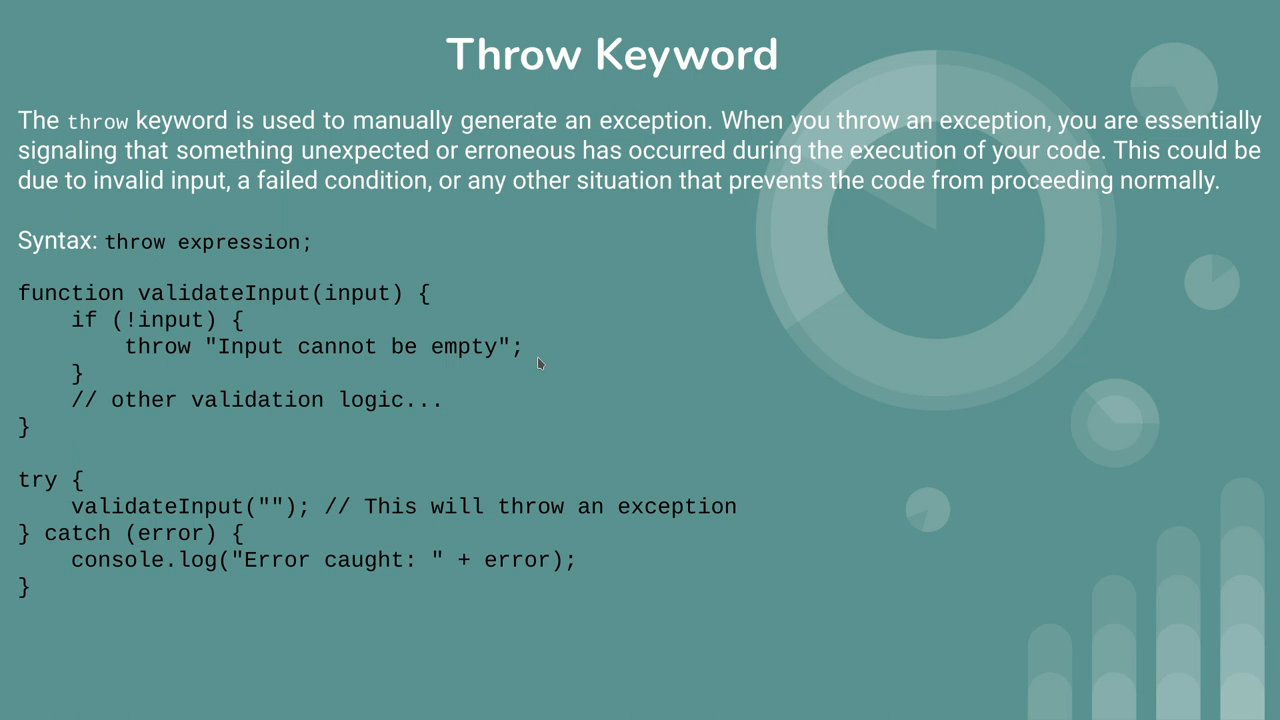 Throw Keyword
The throw keyword is used to manually generate an exception. When you throw an exception, you are essentially
signaling that something unexpected or erroneous has occurred during the execution of your code. This could be
due to invalid input, a failed condition, or any other situation that prevents the code from proceeding normally.
Syntax: throw expression;
function validateInput(input) {
    if (!input) {
        throw "Input cannot be empty";
    }
    // other validation logic...
}
try {
    validateInput(""); // This will throw an exception
} catch (error) {
    console.log("Error caught: " + error);
}